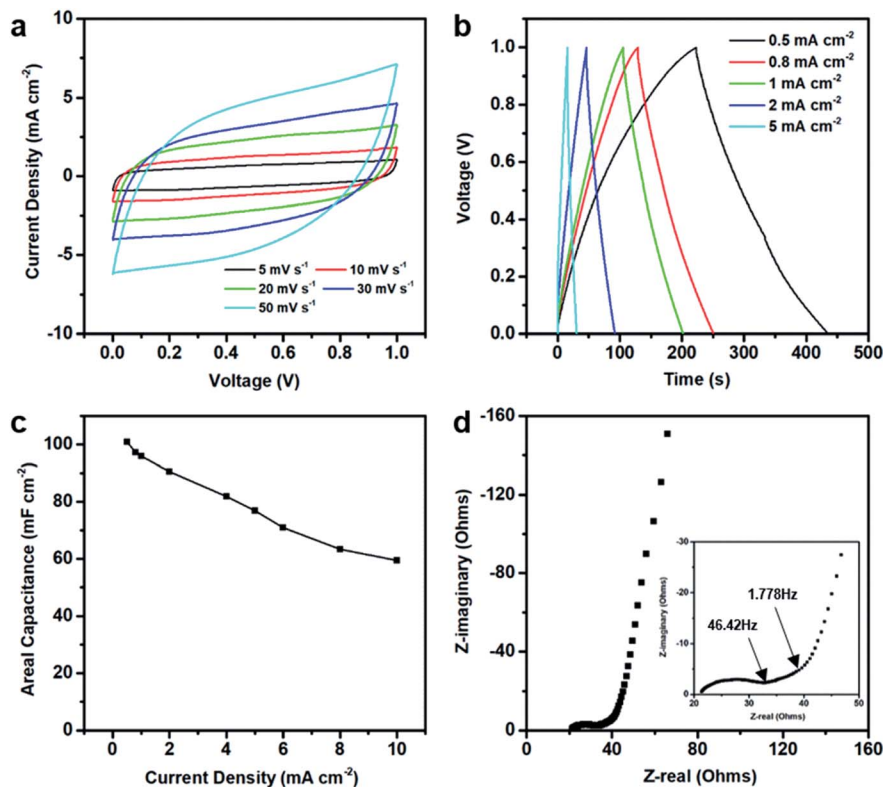 a
10
5
0
-5
-10
Current Density (mA cm⁻²)
0.0 0.2 0.4 0.6 0.8 1.0
Voltage (V)
5 mV s⁻¹ 10 mV s⁻¹
20 mV s⁻¹ 30 mV s⁻¹
50 mV s⁻¹
b
1.0
0.8
0.6
0.4
0.2
0.0
Voltage (V)
0 100 200 300 400 500
Time (s)
0.5 mA cm⁻²
0.8 mA cm⁻²
1 mA cm⁻²
2 mA cm⁻²
5 mA cm⁻²
c
100
80
60
40
20
0
Areal Capacitance (mF cm⁻²)
0 2 4 6 8 10
Current Density (mA cm⁻²)
d
-160
-120
-80
-40
0
Z-imaginary (Ohms)
0 40 80 120 160
Z-real (Ohms)
-30
-20
-10
0
Z-imaginary (Ohms)
20 30 40 50
Z-real (Ohms)
1.778Hz
46.42Hz